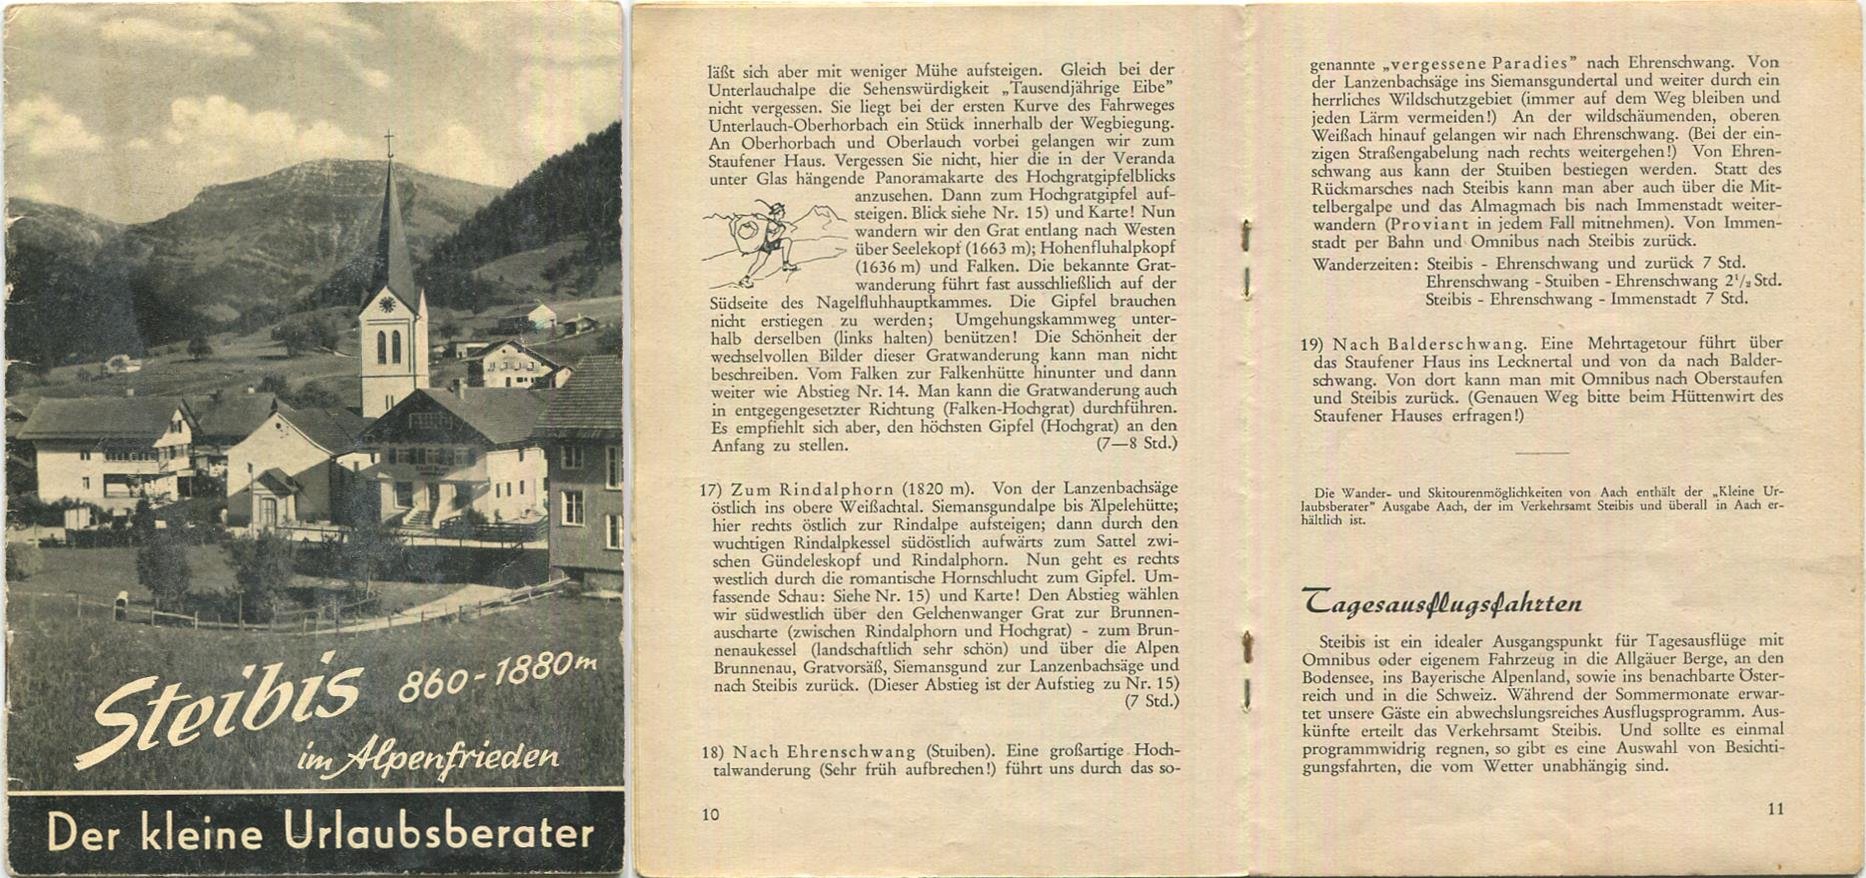 Steibis 860-1880m
im Alpenfrieden
Der kleine Urlaubsberater
läßt sich aber mit weniger Mühe aufsteigen. Gleich bei der
Unterlauchalpe die Sehenswürdigkeit „Tausendjährige Eibe"
nicht vergessen. Sie liegt bei der ersten Kurve des Fahrweges
Unterlauch-Oberhorbach ein Stück innerhalb der Wegbiegung.
An Oberhorbach und Oberlauch vorbei gelangen wir zum
Staufener Haus. Vergessen Sie nicht, hier die in der Veranda
unter Glas hängende Panoramakarte des Hochgratgipfelblicks
anzusehen. Dann zum Hochgratgipfel auf-
steigen. Blick siehe Nr. 15) und Karte! Nun
wandern wir den Grat entlang nach Westen
über Seelekopf (1663 m); Hohenfluhalpkopf
(1636 m) und Falken. Die bekannte Grat-
wanderung führt fast ausschließlich auf der
Südseite des Nagelfluhhauptkammes. Die Gipfel brauchen
nicht erstiegen zu werden; Umgehungskammweg unter-
halb derselben (links halten) benützen! Die Schönheit der
wechselvollen Bilder dieser Gratwanderung kann man nicht
beschreiben. Vom Falken zur Falkenhütte hinunter und dann
weiter wie Abstieg Nr. 14. Man kann die Gratwanderung auch
in entgegengesetzter Richtung (Falken-Hochgrat) durchführen.
Es empfiehlt sich aber, den höchsten Gipfel (Hochgrat) an den
Anfang zu stellen. (7—8 Std.)
17) Zum Rindalphorn (1820 m). Von der Lanzenbachsäge
östlich ins obere Weißachtal. Siemansgundalpe bis Älpelehütte;
hier rechts östlich zur Rindalpe aufsteigen; dann durch den
wuchtigen Rindalpkessel südöstlich aufwärts zum Sattel zwi-
schen Gündeleskopf und Rindalphorn. Nun geht es rechts
westlich durch die romantische Hornschlucht zum Gipfel. Um-
fassende Schau: Siehe Nr. 15) und Karte! Den Abstieg wählen
wir südwestlich über den Gelchenwanger Grat zur Brunnen-
auscharte (zwischen Rindalphorn und Hochgrat) - zum Brun-
nenaukessel (landschaftlich sehr schön) und über die Alpen
Brunnenau, Gratvorsäß, Siemansgund zur Lanzenbachsäge und
nach Steibis zurück. (Dieser Abstieg ist der Aufstieg zu Nr. 15)
(7 Std.)
18) Nach Ehrenschwang (Stuiben). Eine großartige Hoch-
talwanderung (Sehr früh aufbrechen!) führt uns durch das so-
10
genannte „vergessene Paradies" nach Ehrenschwang. Von
der Lanzenbachsäge ins Siemansgundertal und weiter durch ein
herrliches Wildschutzgebiet (immer auf dem Weg bleiben und
jeden Lärm vermeiden!) An der wildschäumenden, oberen
Weißach hinauf gelangen wir nach Ehrenschwang. (Bei der ein-
zigen Straßengabelung nach rechts weitergehen!) Von Ehren-
schwang aus kann der Stuiben bestiegen werden. Statt des
Rückmarsches nach Steibis kann man aber auch über die Mit-
telbergalpe und das Almagmach bis nach Immenstadt weiter-
wandern (Proviant in jedem Fall mitnehmen). Von Immen-
stadt per Bahn und Omnibus nach Steibis zurück.
Wanderzeiten: Steibis - Ehrenschwang und zurück 7 Std.
Ehrenschwang - Stuiben - Ehrenschwang 2½ Std.
Steibis - Ehrenschwang - Immenstadt 7 Std.
19) Nach Balderschwang. Eine Mehrtagetour führt über
das Staufener Haus ins Lecknertal und von da nach Balder-
schwang. Von dort kann man mit Omnibus nach Oberstaufen
und Steibis zurück. (Genauen Weg bitte beim Hüttenwirt des
Staufener Hauses erfragen!)
Die Wander- und Skitourenmöglichkeiten von Aach enthält der „Kleine Ur-
laubsberater" Ausgabe Aach, der im Verkehrsamt Steibis und überall in Aach er-
hältlich ist.
Tagesausflugsfahrten
Steibis ist ein idealer Ausgangspunkt für Tagesausflüge mit
Omnibus oder eigenem Fahrzeug in die Allgäuer Berge, an den
Bodensee, ins Bayerische Alpenland, sowie ins benachbarte Öster-
reich und in die Schweiz. Während der Sommermonate erwar-
tet unsere Gäste ein abwechslungsreiches Ausflugsprogramm. Aus-
künfte erteilt das Verkehrsamt Steibis. Und sollte es einmal
programmwidrig regnen, so gibt es eine Auswahl von Besichti-
gungsfahrten, die vom Wetter unabhängig sind.
11